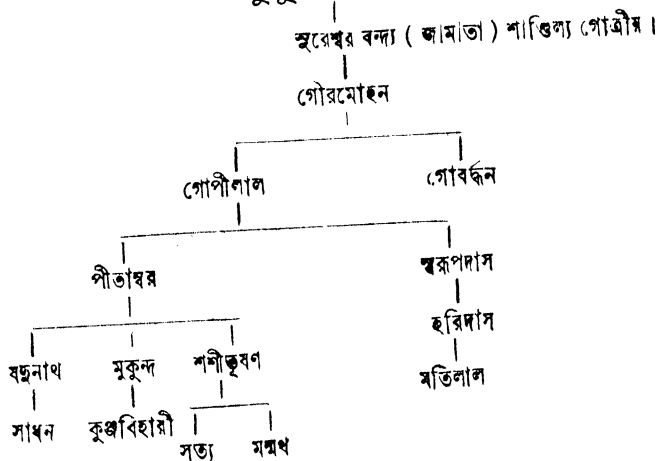 সুরেশ্বর বন্দ্য ( জামাতা ) শাণ্ডিল্য গোত্রীয় ।
গৌরমোহন
গোপীলাল গোবর্দ্ধন
পীতাম্বর স্বরূপদাস
হরিদাস
যদুনাথ মুকুন্দ শশীভূষণ মতিলাল
সাধন কুঞ্জবিহারী সত্য মন্মথ